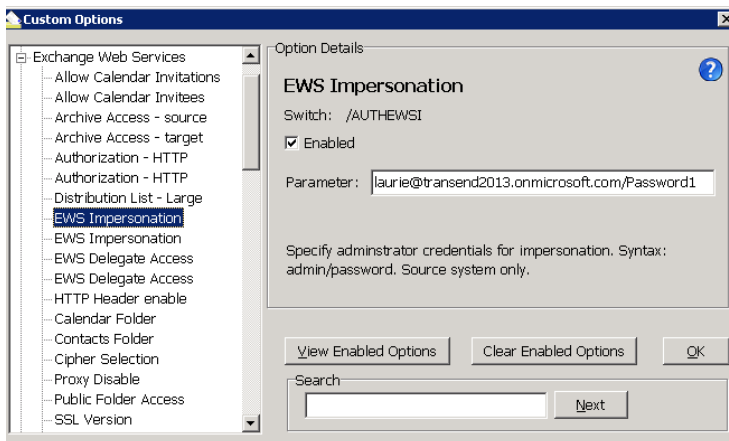 Custom Options
Exchange Web Services
Allow Calendar Invitations
Allow Calendar Invitees
Archive Access - source
Archive Access - target
Authorization - HTTP
Authorization - HTTP
Distribution List - Large
EWS Impersonation
EWS Impersonation
EWS Delegate Access
EWS Delegate Access
HTTP Header enable
Calendar Folder
Contacts Folder
Cipher Selection
Proxy Disable
Public Folder Access
SSL Version
Option Details
EWS Impersonation
Switch: /AUTHEWSI
Enabled
Parameter: laurie@transend2013.onmicrosoft.com/Password1
Specify adminstrator credentials for impersonation. Syntax:
admin/password. Source system only.
View Enabled Options Clear Enabled Options OK
Search
Next